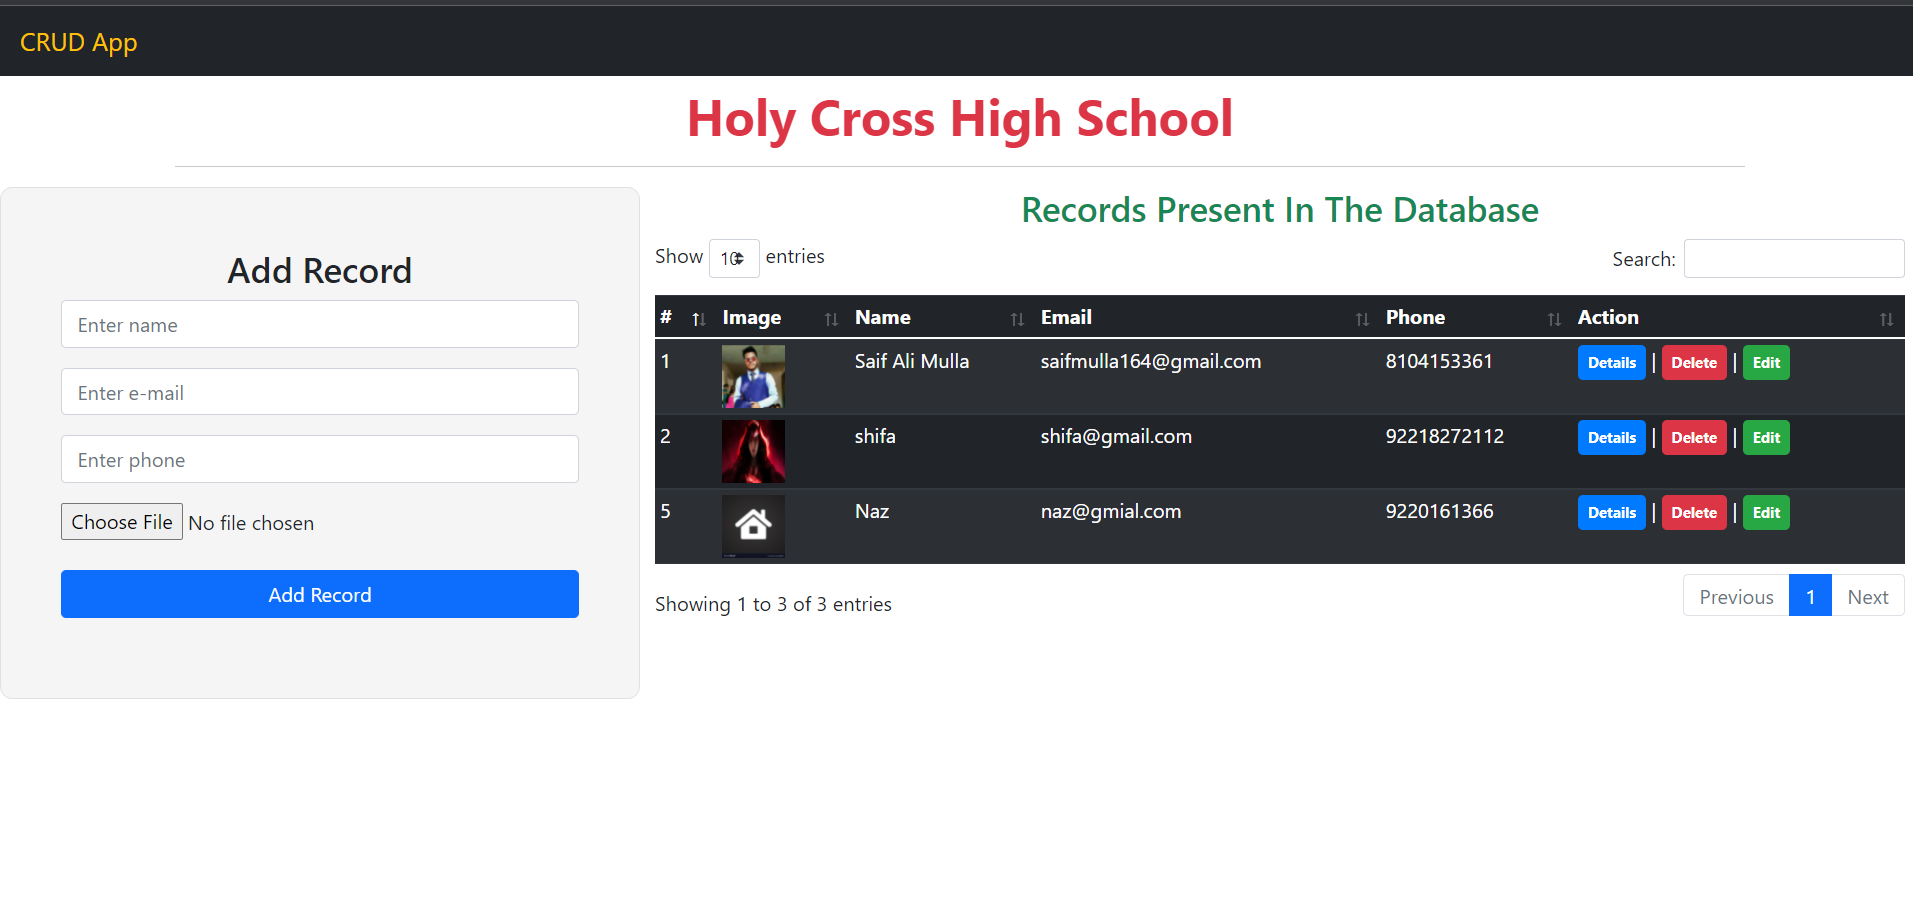 CRUD App
Holy Cross High School
Add Record
Enter name
Enter e-mail
Enter phone
Choose File No file chosen
Add Record
Records Present In The Database
Show 10 entries
Search:
# Image Name Email Phone Action
1 Saif Ali Mulla saifmulla164@gmail.com 8104153361 Details | Delete | Edit
2 shifa shifa@gmail.com 92218272112 Details | Delete | Edit
5 Naz naz@gmial.com 9220161366 Details | Delete | Edit
Showing 1 to 3 of 3 entries
Previous 1 Next